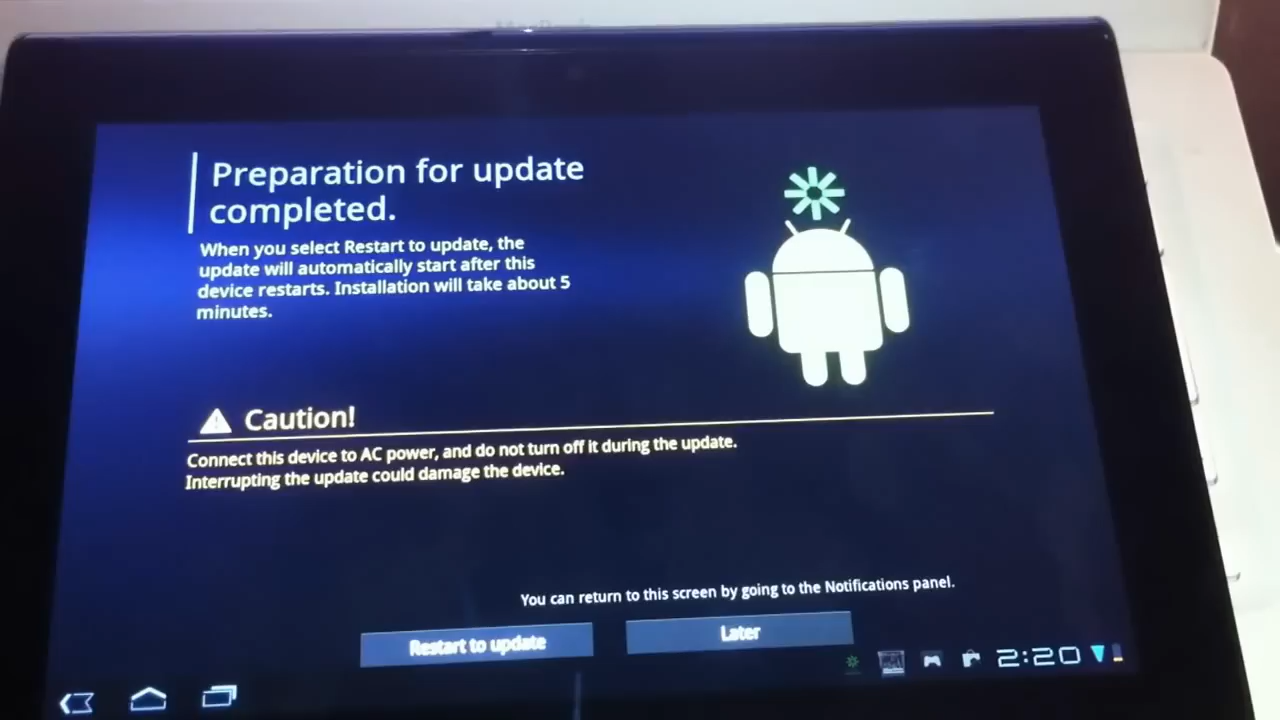 Preparation for update
completed.
When you select Restart to update, the
update will automatically start after this
device restarts. Installation will take about 5
minutes.
Caution!
Connect this device to AC power, and do not turn off it during the update.
Interrupting the update could damage the device.
You can return to this screen by going to the Notifications panel.
Restart to update
Later
2:20